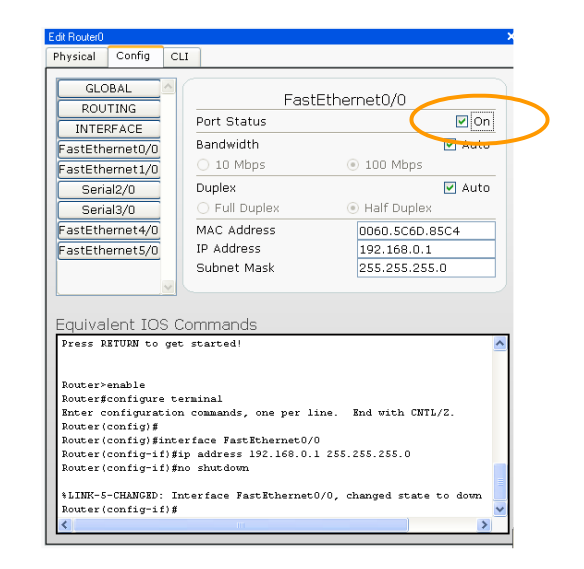 Edit Router0
Physical Config CLI
GLOBAL
ROUTING
INTERFACE
FastEthernet0/0
FastEthernet1/0
Serial2/0
Serial3/0
FastEthernet4/0
FastEthernet5/0
FastEthernet0/0
Port Status On
Bandwidth Auto
10 Mbps 100 Mbps
Duplex Auto
Full Duplex Half Duplex
MAC Address 0060.5C6D.85C4
IP Address 192.168.0.1
Subnet Mask 255.255.255.0
Equivalent IOS Commands
Press RETURN to get started!
Router>enable
Router#configure terminal
Enter configuration commands, one per line. End with CNTL/Z.
Router(config)#
Router(config)#interface FastEthernet0/0
Router(config-if)#ip address 192.168.0.1 255.255.255.0
Router(config-if)#no shutdown
%LINK-5-CHANGED: Interface FastEthernet0/0, changed state to down
Router(config-if)#